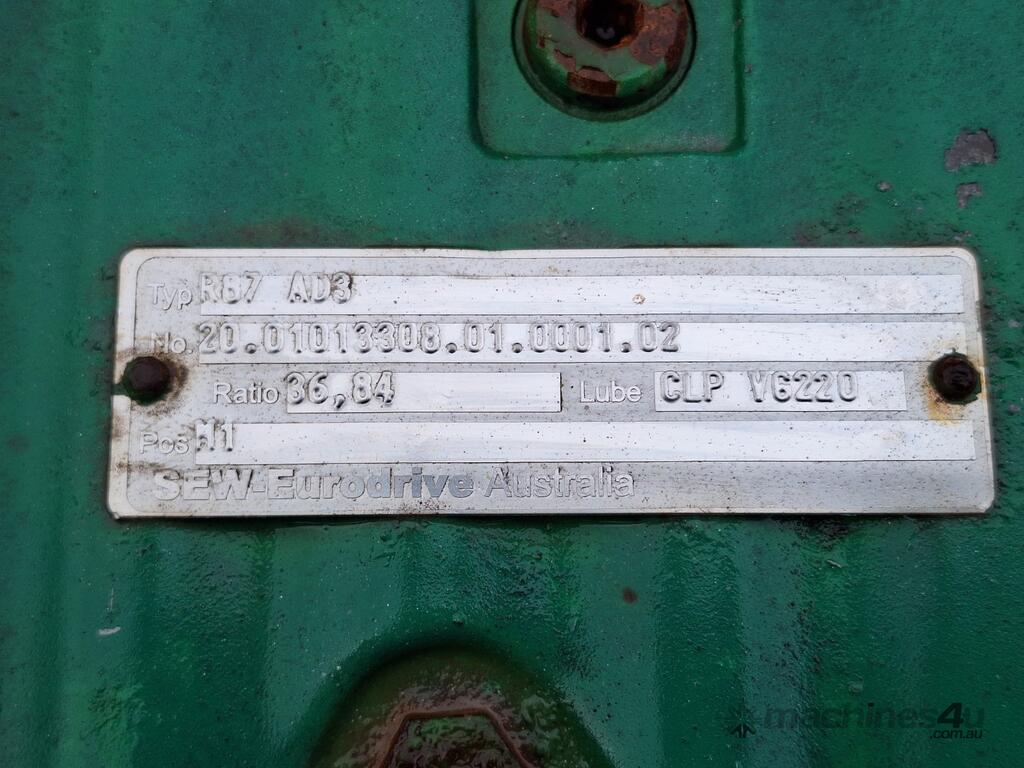 Typ R87 AD3
No. 20.01013308.01.0001.02
Ratio 36,84 Lube CLP VG220
Pos M1
SEW-Eurodrive Australia
machines4u
.com.au